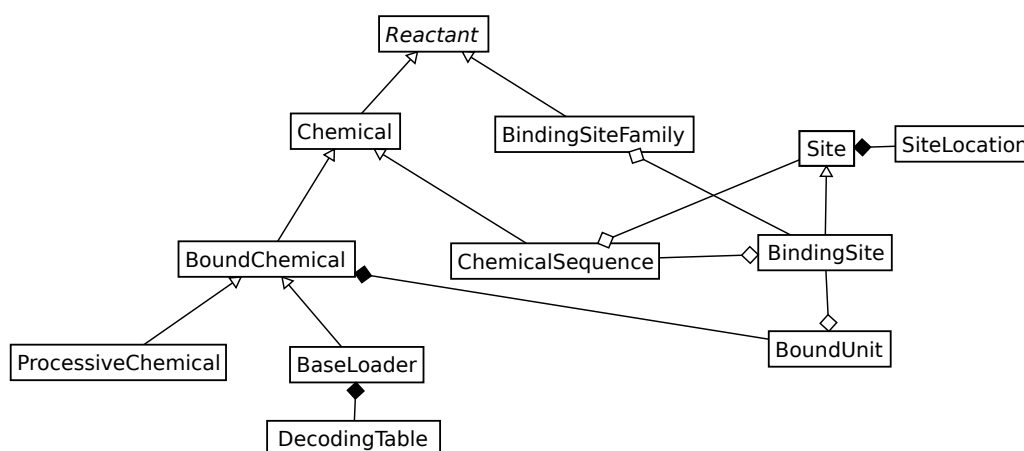 Reactant
Chemical
BindingSiteFamily
Site
SiteLocation
BoundChemical
ChemicalSequence
BindingSite
ProcessiveChemical
BaseLoader
BoundUnit
DecodingTable